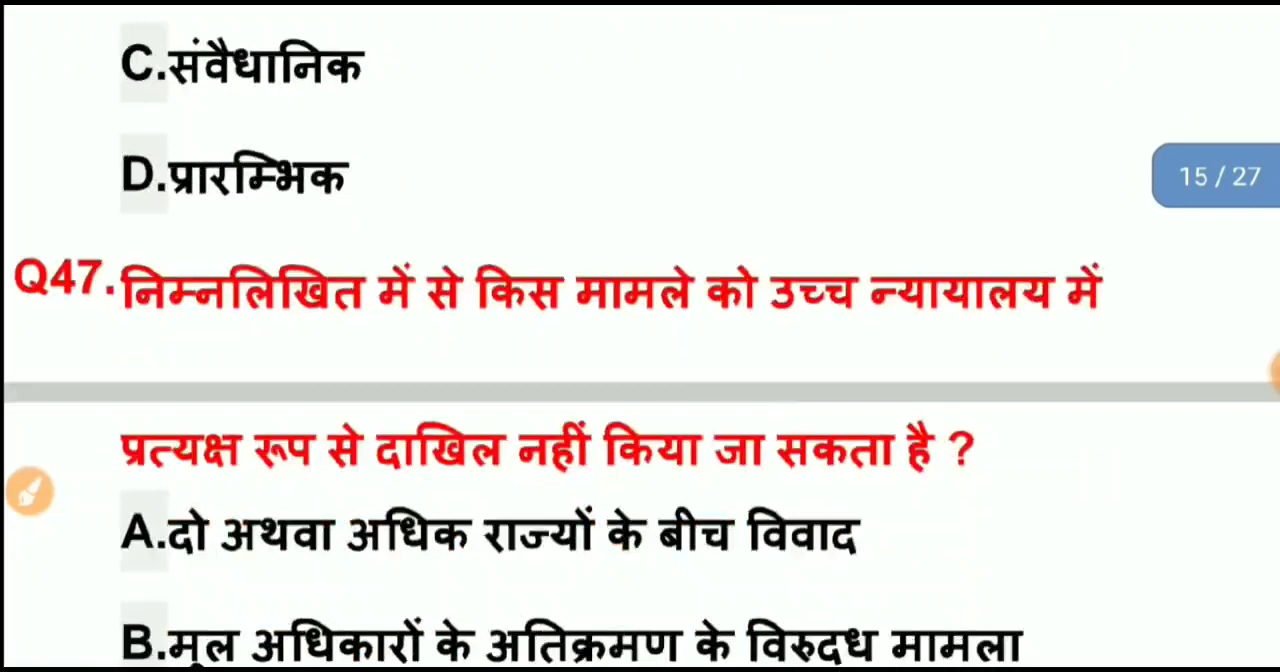 C.संवैधानिक
D.प्रारम्भिक
15 / 27
Q47.निम्नलिखित में से किस मामले को उच्च न्यायालय में
प्रत्यक्ष रूप से दाखिल नहीं किया जा सकता है ?
A.दो अथवा अधिक राज्यों के बीच विवाद
B.मूल अधिकारों के अतिक्रमण के विरुदध मामला